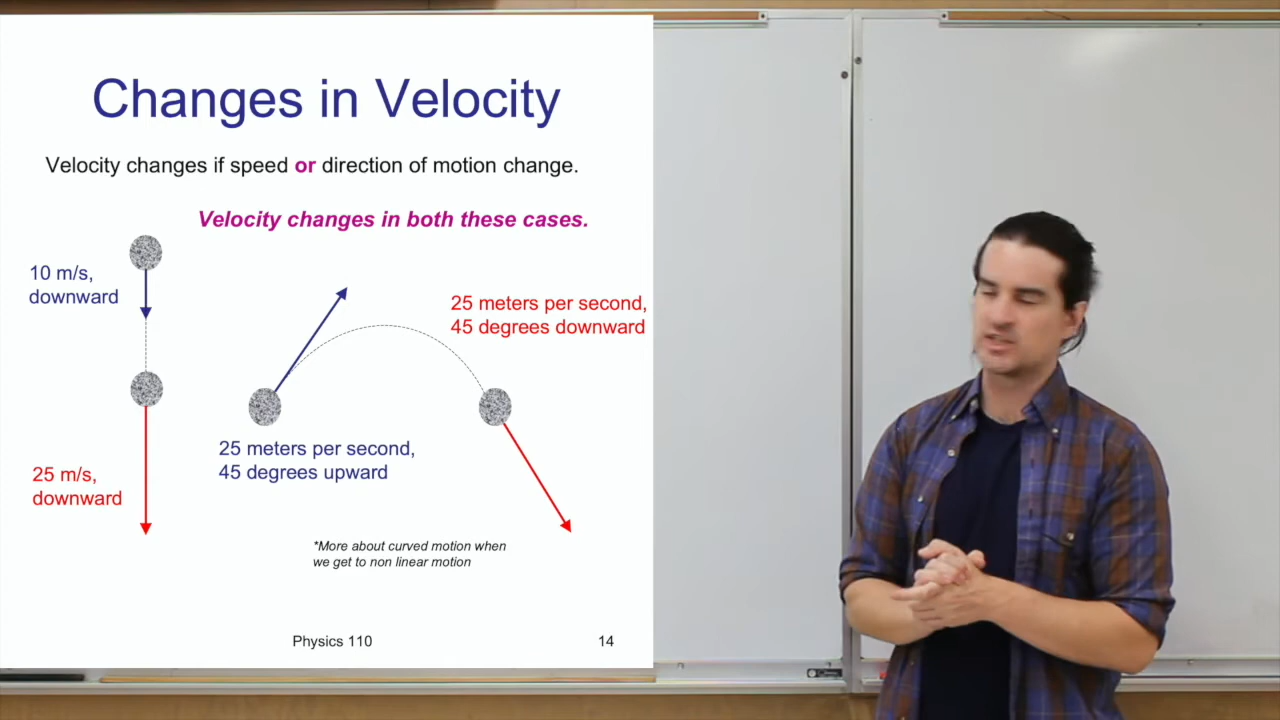 Changes in Velocity
Velocity changes if speed or direction of motion change.
Velocity changes in both these cases.
10 m/s,
downward
25 meters per second,
45 degrees downward
25 meters per second,
45 degrees upward
25 m/s,
downward
*More about curved motion when
we get to non linear motion
Physics 110
14